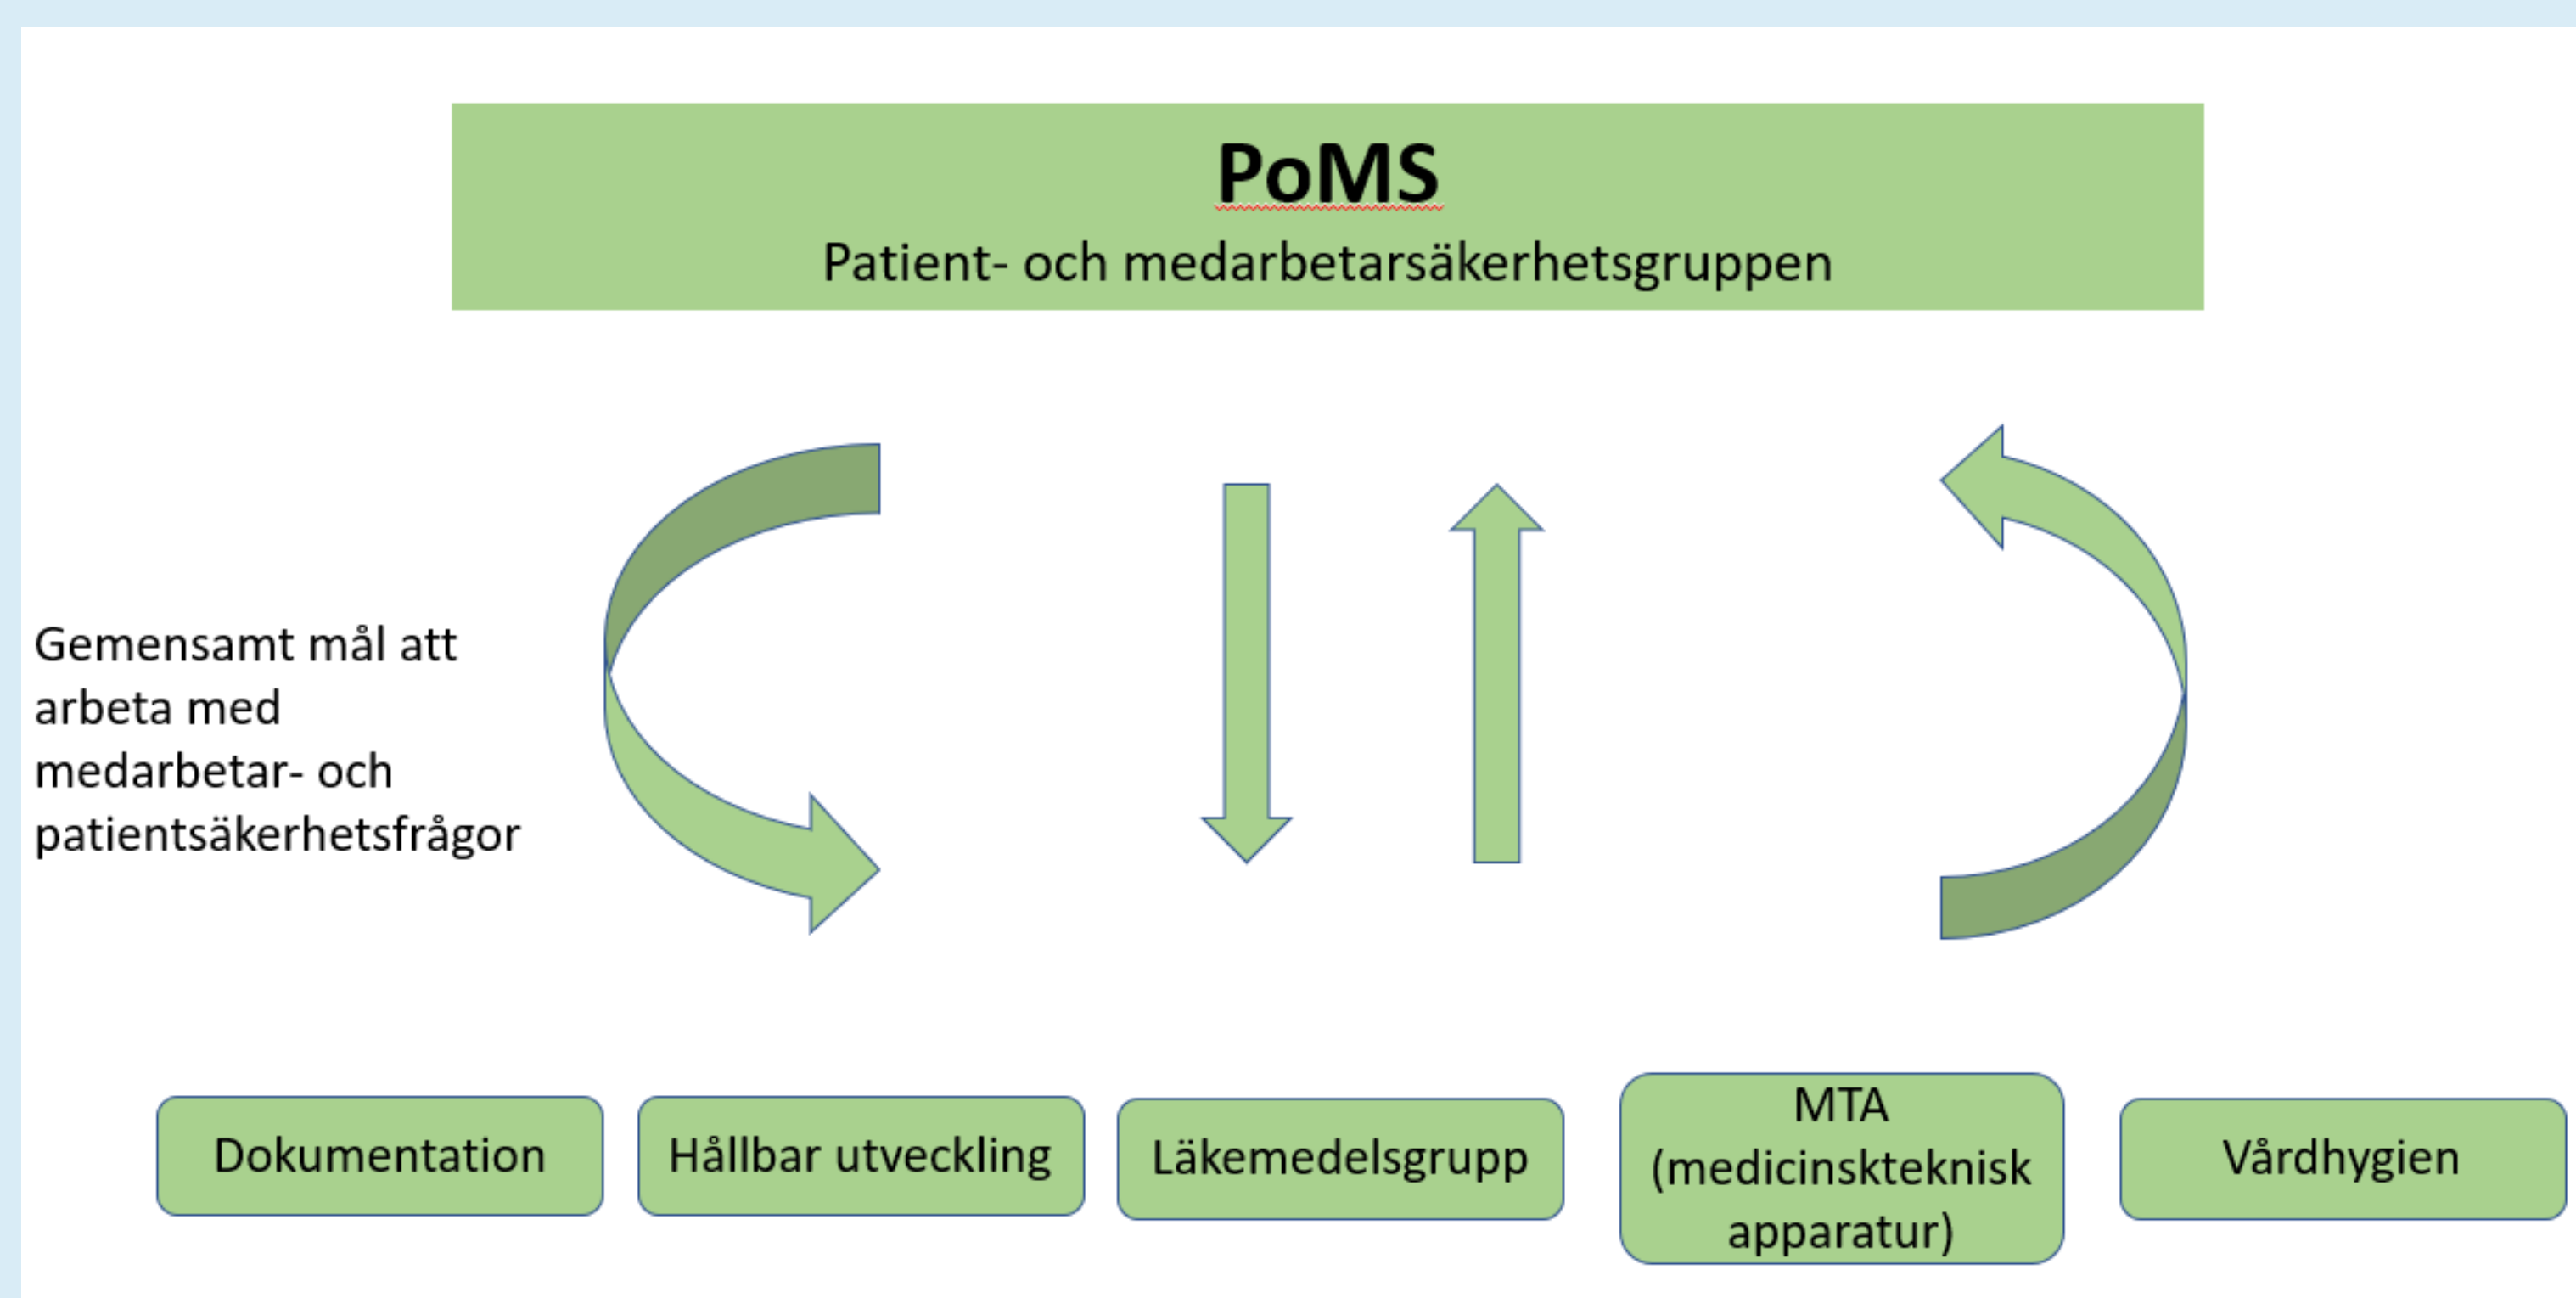 PoMS
Patient- och medarbetarsäkerhetsgruppen
Gemensamt mål att
arbeta med
medarbetar- och
patientsäkerhetsfrågor
Dokumentation
Hållbar utveckling
Läkemedelsgrupp
MTA
(medicinskteknisk
apparatur)
Vårdhygien